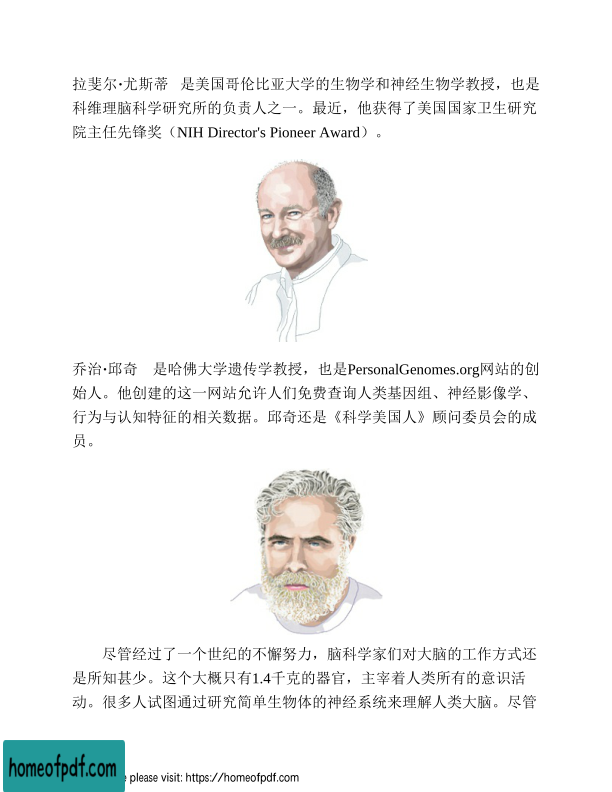 拉斐尔·尤斯蒂 是美国哥伦比亚大学的生物学和神经生物学教授，也是
科维理脑科学研究所的负责人之一。最近，他获得了美国国家卫生研究
院主任先锋奖（NIH Director's Pioneer Award）。
乔治·邱奇 是哈佛大学遗传学教授，也是PersonalGenomes.org网站的创
始人。他创建的这一网站允许人们免费查询人类基因组、神经影像学、
行为与认知特征的相关数据。邱奇还是《科学美国人》顾问委员会的成
员。
尽管经过了一个世纪的不懈努力，脑科学家们对大脑的工作方式还
是所知甚少。这个大概只有1.4千克的器官，主宰着人类所有的意识活
动。很多人试图通过研究简单生物体的神经系统来理解人类大脑。尽管
homeofpdf.com
please visit: https://homeofpdf.com